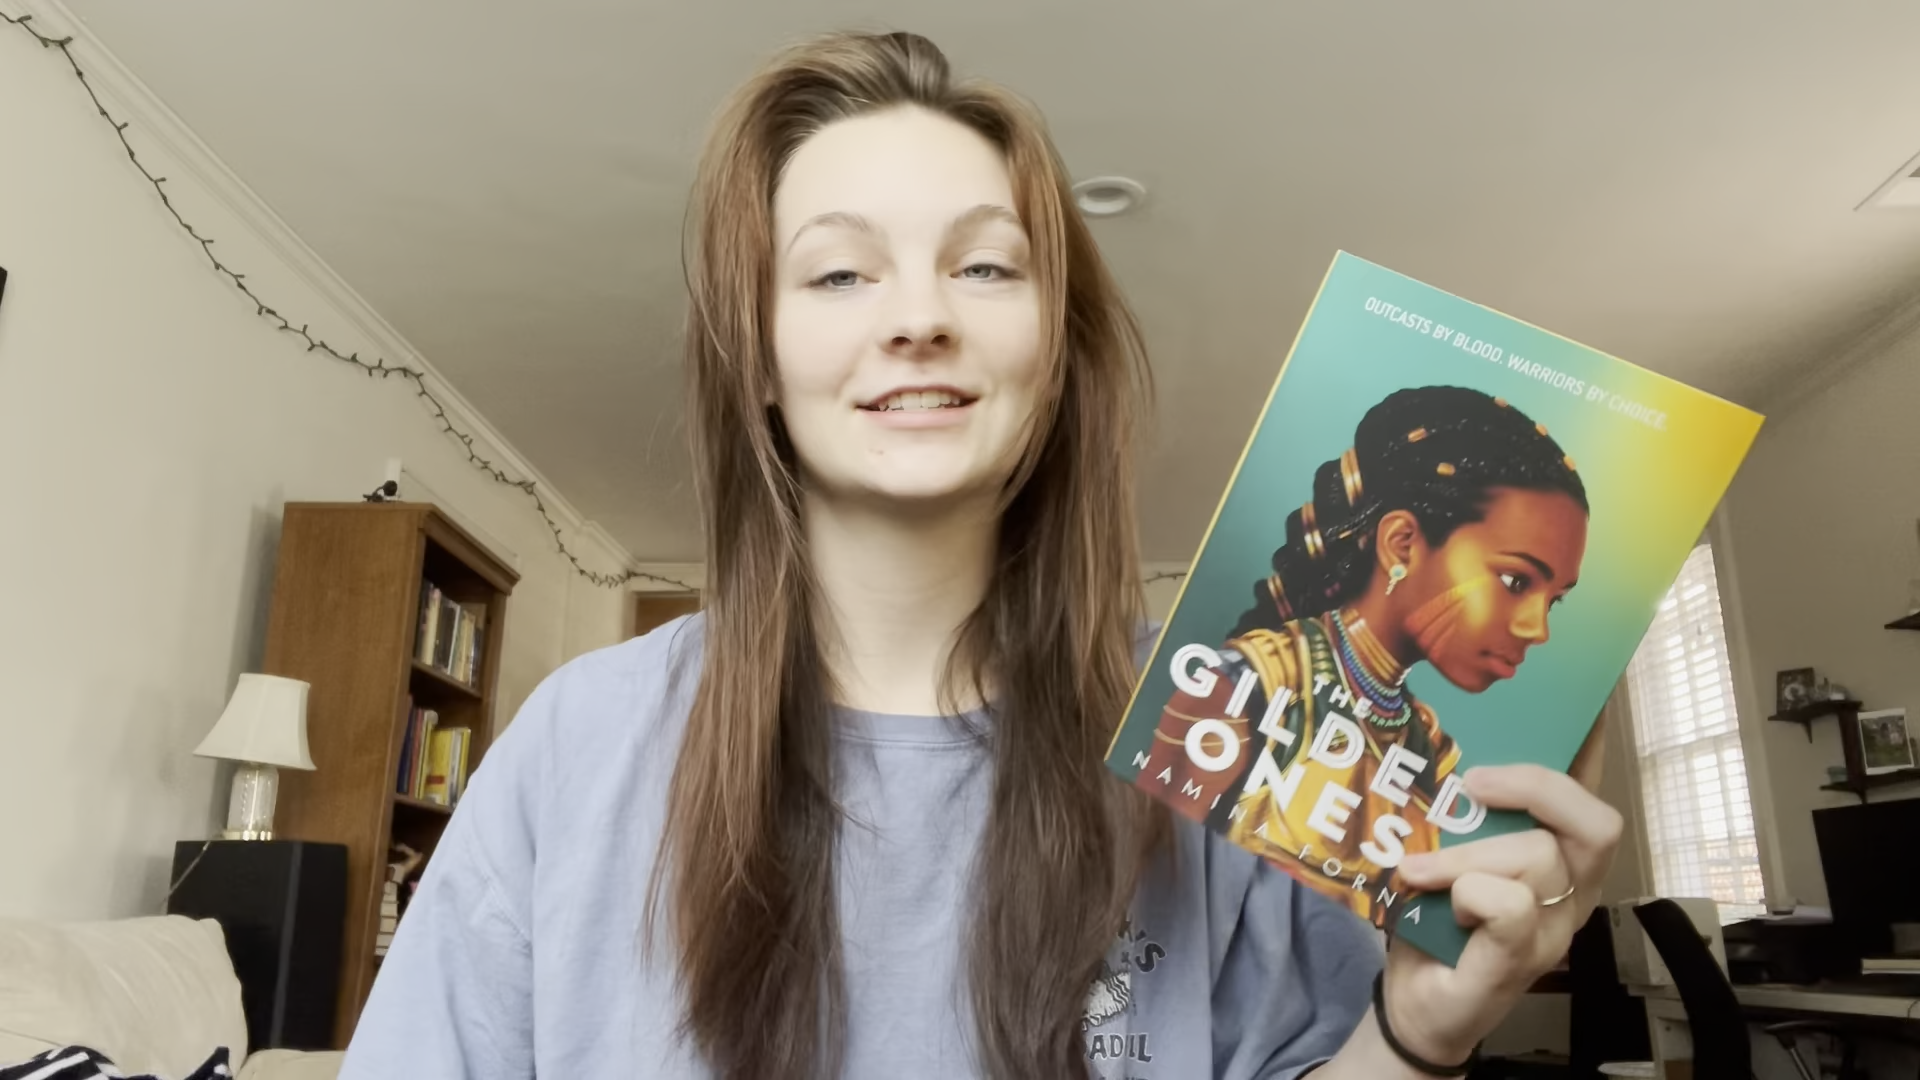 OUTCASTS BY BLOOD. WARRIORS BY CHOICE.
THE
GILDED
ONES
NAMINA FORNA